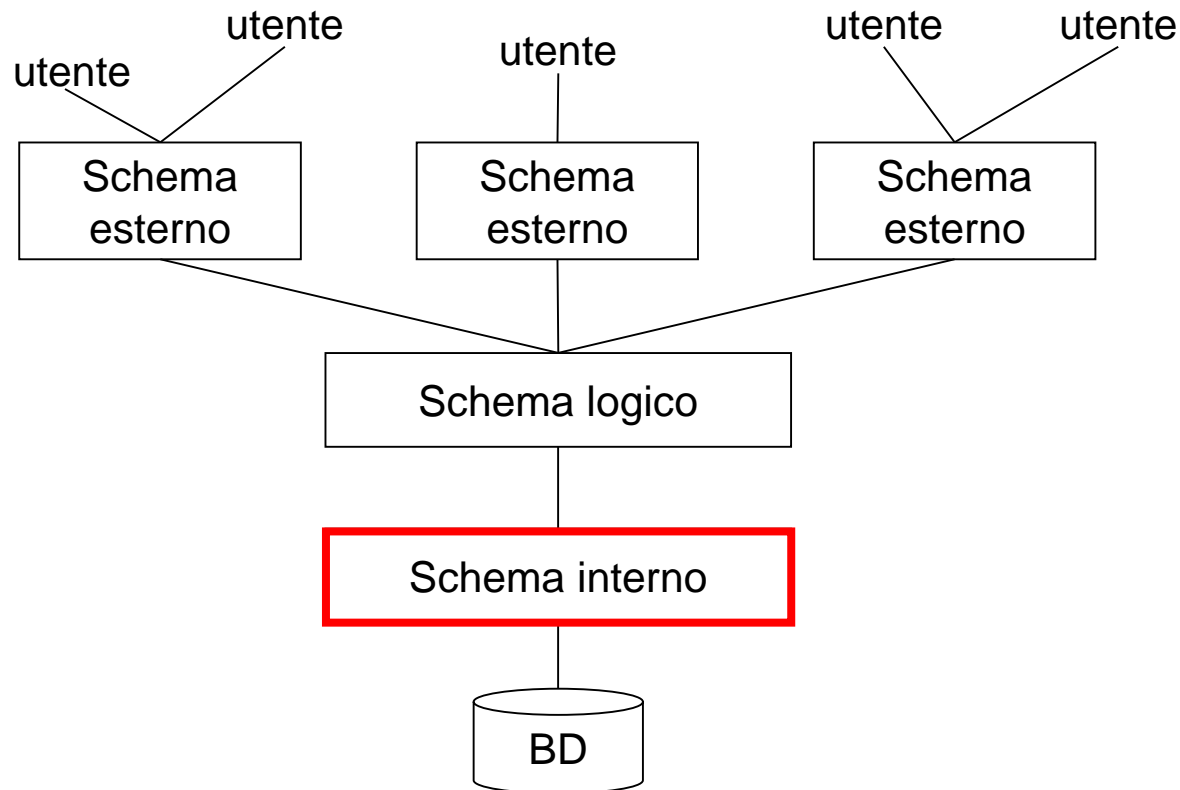 utente
utente
utente
utente
utente
Schema
esterno
Schema
esterno
Schema
esterno
Schema logico
Schema interno
BD